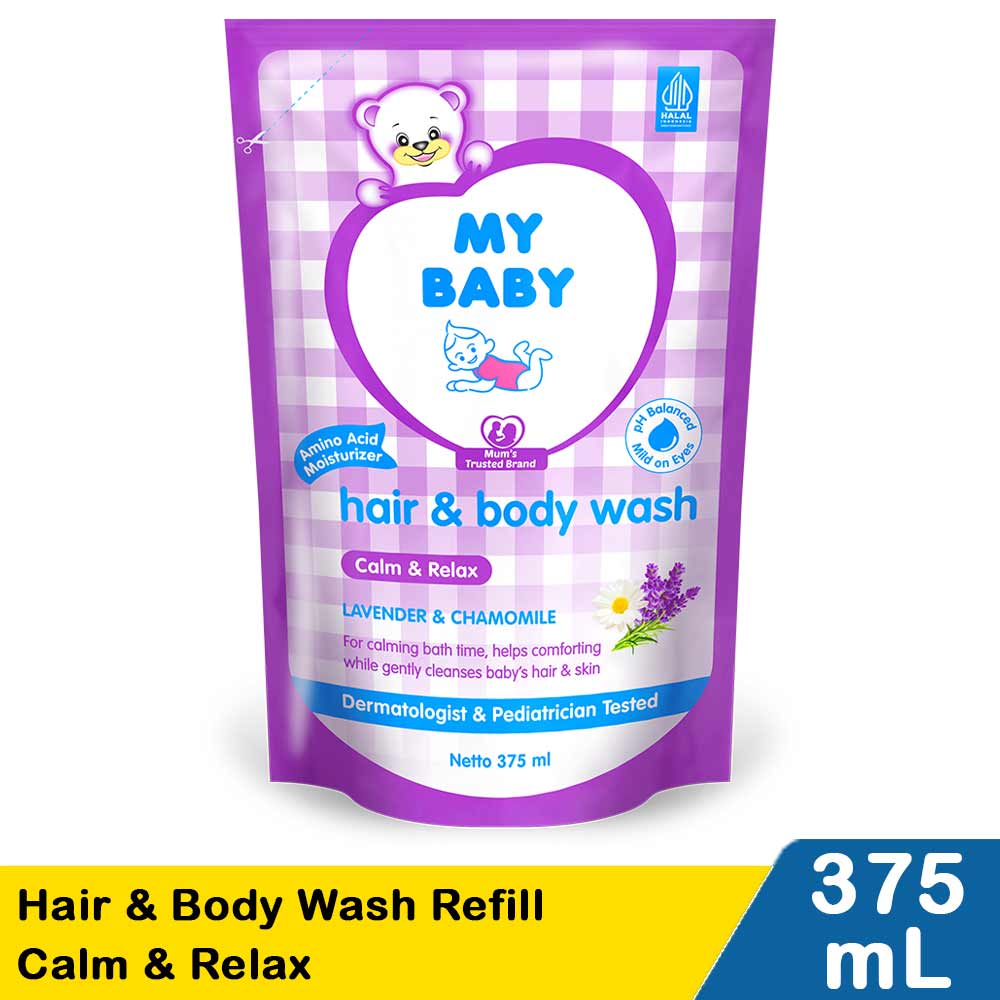 HALAL
INDONESIA
MY
BABY
Mum's
Trusted Brand
Amino Acid
Moisturizer
pH Balanced
Mild on Eyes
hair & body wash
Calm & Relax
LAVENDER & CHAMOMILE
For calming bath time, helps comforting
while gently cleanses baby's hair & skin
Dermatologist & Pediatrician Tested
Netto 375 ml
Hair & Body Wash Refill
Calm & Relax
375
mL